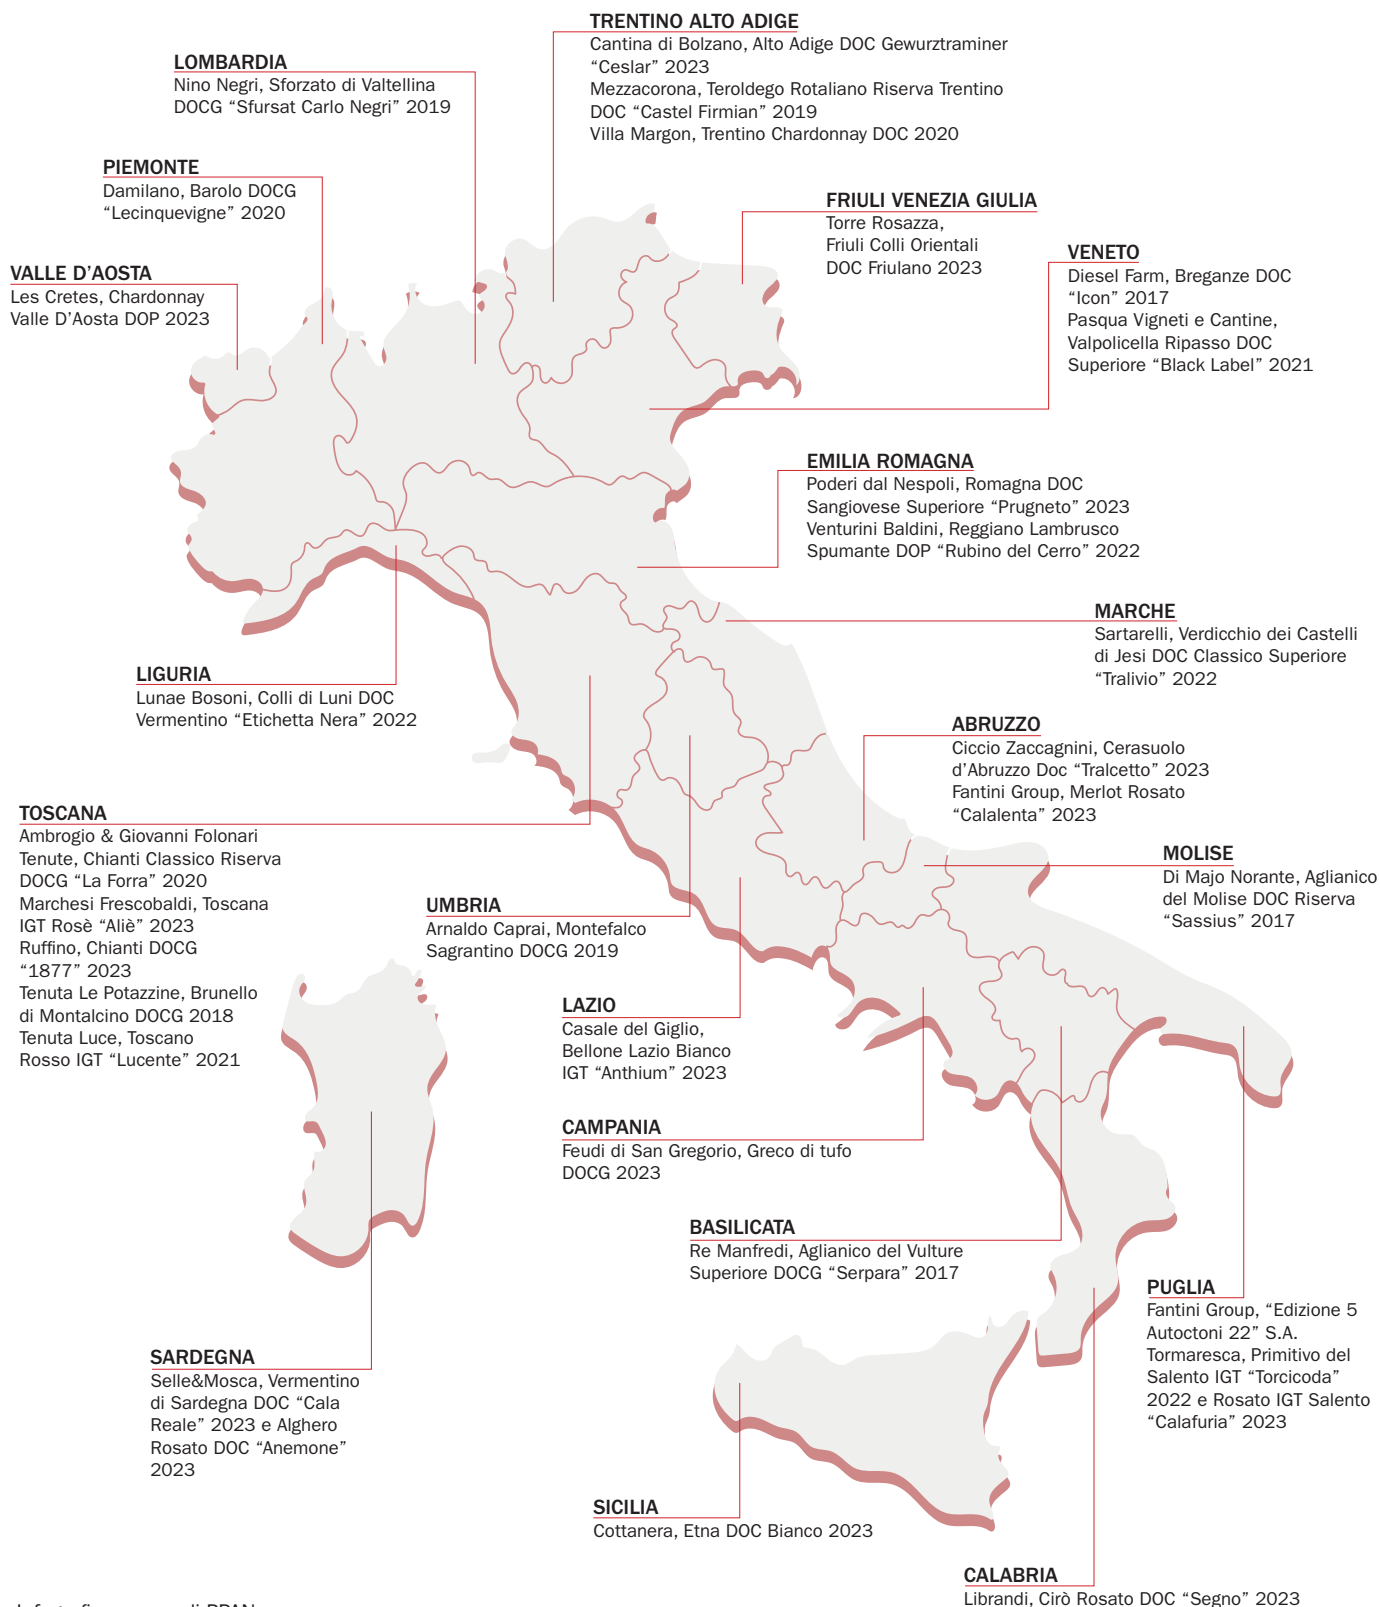 TRENTINO ALTO ADIGE
Cantina di Bolzano, Alto Adige DOC Gewurztraminer
“Ceslar” 2023
Mezzacorona, Teroldego Rotaliano Riserva Trentino
DOC “Castel Firmian” 2019
Villa Margon, Trentino Chardonnay DOC 2020
LOMBARDIA
Nino Negri, Sforzato di Valtellina
DOCG “Sfursat Carlo Negri” 2019
PIEMONTE
Damilano, Barolo DOCG
“Lecinquevigne” 2020
FRIULI VENEZIA GIULIA
Torre Rosazza,
Friuli Colli Orientali
DOC Friulano 2023
VENETO
Diesel Farm, Breganze DOC
“Icon” 2017
Pasqua Vigneti e Cantine,
Valpolicella Ripasso DOC
Superiore “Black Label” 2021
VALLE D’AOSTA
Les Cretes, Chardonnay
Valle D’Aosta DOP 2023
EMILIA ROMAGNA
Poderi dal Nespoli, Romagna DOC
Sangiovese Superiore “Prugneto” 2023
Venturini Baldini, Reggiano Lambrusco
Spumante DOP “Rubino del Cerro” 2022
MARCHE
Sartarelli, Verdicchio dei Castelli
di Jesi DOC Classico Superiore
“Tralivio” 2022
LIGURIA
Lunae Bosoni, Colli di Luni DOC
Vermentino “Etichetta Nera” 2022
ABRUZZO
Ciccio Zaccagnini, Cerasuolo
d’Abruzzo Doc “Tralcetto” 2023
Fantini Group, Merlot Rosato
“Calalenta” 2023
TOSCANA
Ambrogio & Giovanni Folonari
Tenute, Chianti Classico Riserva
DOCG “La Forra” 2020
Marchesi Frescobaldi, Toscana
IGT Rosè “Aliè” 2023
Ruffino, Chianti DOCG
“1877” 2023
Tenuta Le Potazzine, Brunello
di Montalcino DOCG 2018
Tenuta Luce, Toscano
Rosso IGT “Lucente” 2021
MOLISE
Di Majo Norante, Aglianico
del Molise DOC Riserva
“Sassius” 2017
UMBRIA
Arnaldo Caprai, Montefalco
Sagrantino DOCG 2019
LAZIO
Casale del Giglio,
Bellone Lazio Bianco
IGT “Anthium” 2023
CAMPANIA
Feudi di San Gregorio, Greco di tufo
DOCG 2023
BASILICATA
Re Manfredi, Aglianico del Vulture
Superiore DOCG “Serpara” 2017
PUGLIA
Fantini Group, “Edizione 5
Autoctoni 22” S.A.
Tormaresca, Primitivo del
Salento IGT “Torcicoda”
2022 e Rosato IGT Salento
“Calafuria” 2023
SARDEGNA
Selle&Mosca, Vermentino
di Sardegna DOC “Cala
Reale” 2023 e Alghero
Rosato DOC “Anemone”
2023
SICILIA
Cottanera, Etna DOC Bianco 2023
CALABRIA
Librandi, Cirò Rosato DOC “Segno” 2023